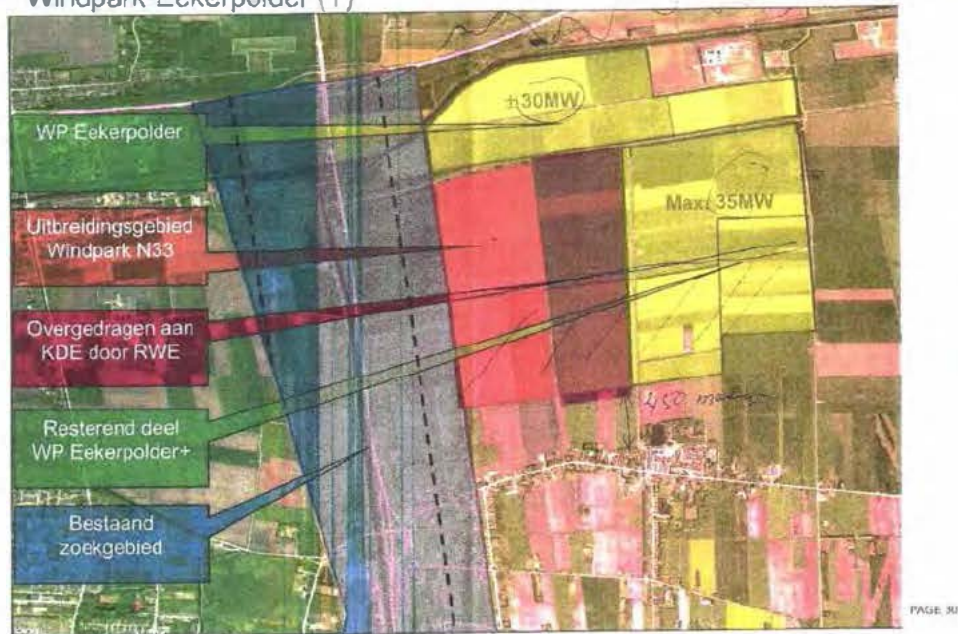 Windpark Eekerpolder (1)
± 30MW
WP Eekerpolder
Uitbreidingsgebied
Windpark N33
Max: 35MW
Overgedragen aan
KDE door RWE
Resterend deel
WP Eekerpolder+
Bestaand
zoekgebied
PAGE 30